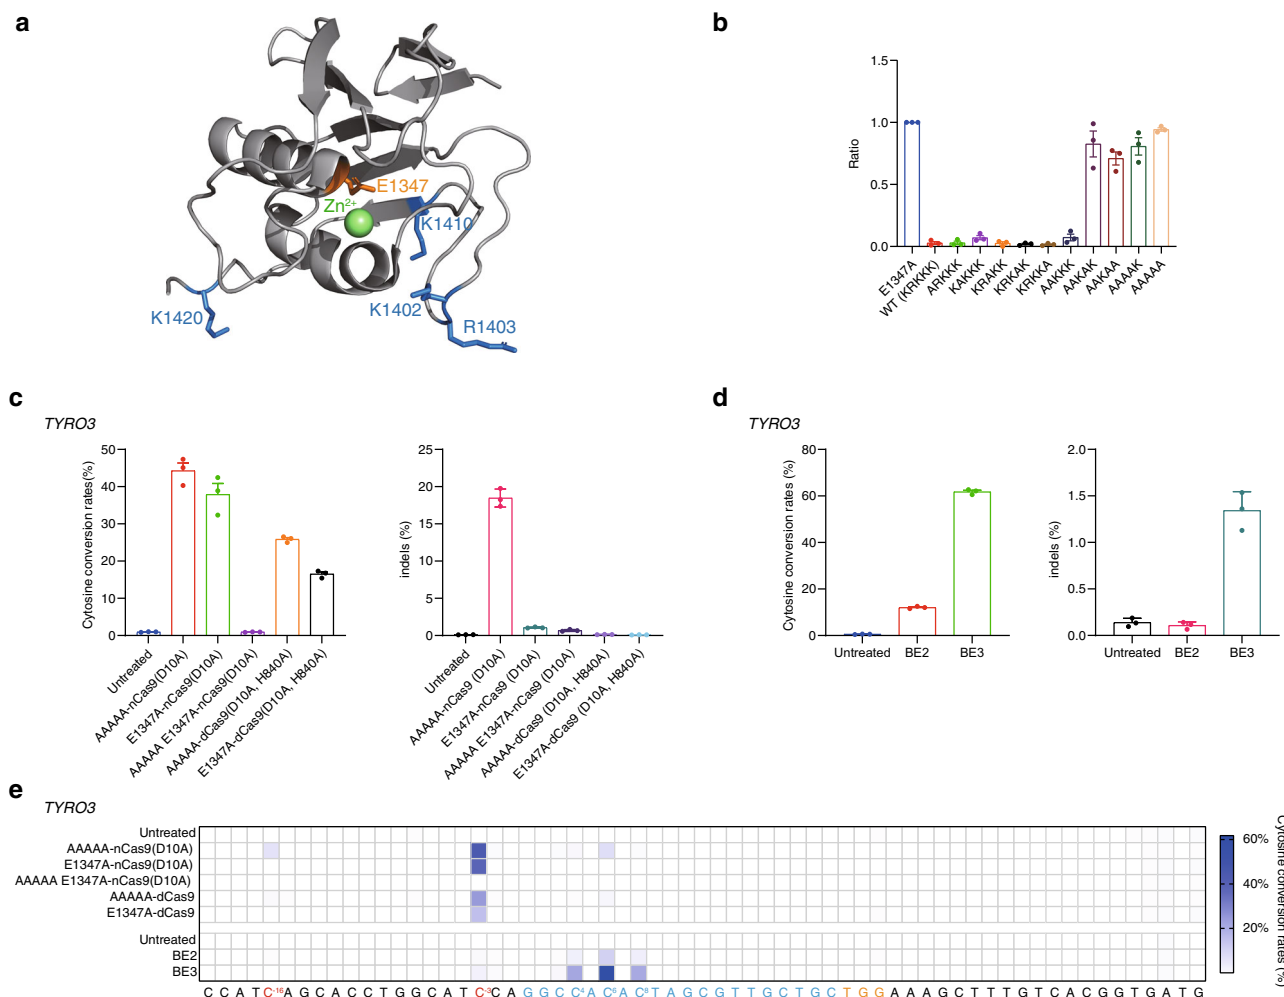 a
E1347
Zn2+
K1410
K1420
K1402
R1403
b
Ratio
1.5
1.0
0.5
0.0
E1347A
WT (KRKKK)
ARKKK
KAKKK
KRAKK
KRKAK
KRKKA
AAKKK
AAKAK
AAKAA
AAAAK
AAAAA
c
TYRO3
Cytosine conversion rates(%)
50
40
30
20
10
0
Untreated
AAAAA-nCas9(D10A)
E1347A-nCas9(D10A)
AAAAA E1347A-nCas9(D10A)
AAAAA-dCas9(D10A, H840A)
E1347A-dCas9(D10A, H840A)
indels (%)
25
20
15
10
5
0
Untreated
AAAAA-nCas9 (D10A)
E1347A-nCas9 (D10A)
AAAAA E1347A-nCas9 (D10A)
AAAAA-dCas9 (D10A, H840A)
E1347A-dCas9 (D10A, H840A)
d
TYRO3
Cytosine conversion rates (%)
80
60
40
20
0
Untreated BE2 BE3
indels (%)
2.0
1.5
1.0
0.5
0.0
Untreated BE2 BE3
e
TYRO3
Untreated
AAAAA-nCas9(D10A)
E1347A-nCas9(D10A)
AAAAA E1347A-nCas9(D10A)
AAAAA-dCas9
E1347A-dCas9
Untreated
BE2
BE3
C C A T C-16 A G C A C C T G G C A T C-3 C A G G C C4 A C6 A C8 T A G C G T T G C T G C T G G A A A G C T T T G T C A C G G T G A T G
60%
40%
20%
Cytosine conversion rates (%)